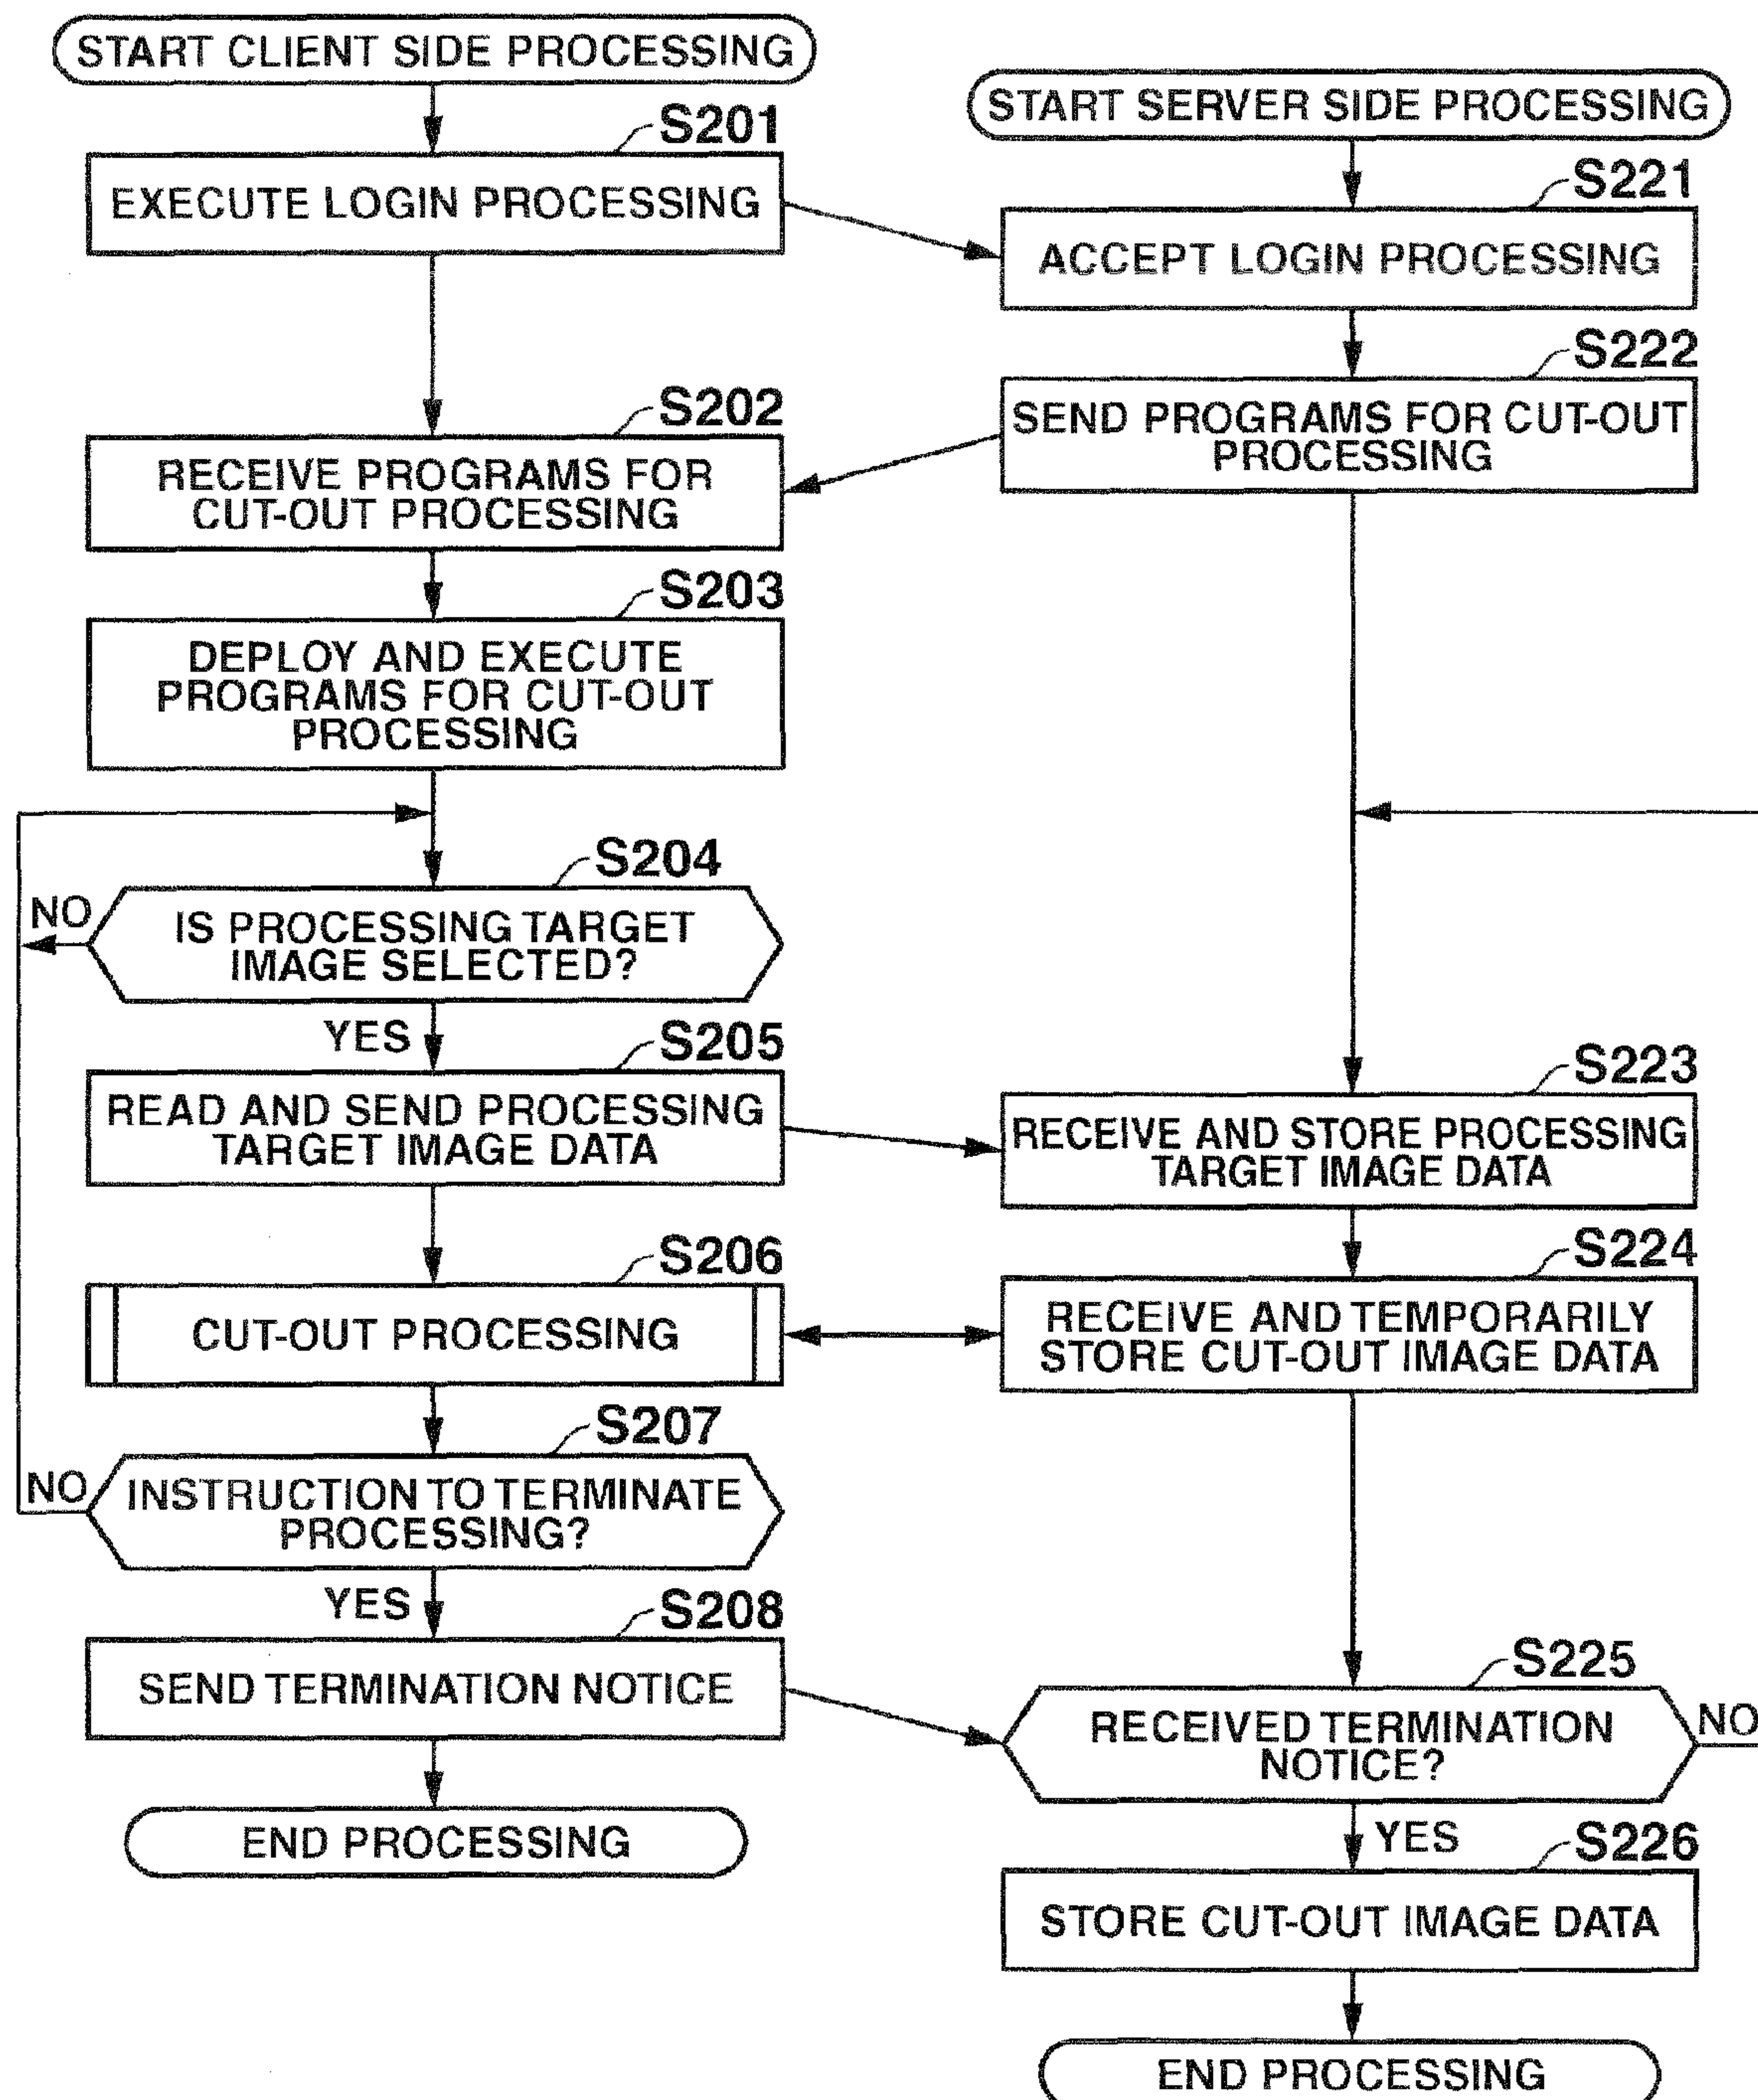 START CLIENT SIDE PROCESSING
S201
EXECUTE LOGIN PROCESSING
S202
RECEIVE PROGRAMS FOR
CUT-OUT PROCESSING
S203
DEPLOY AND EXECUTE
PROGRAMS FOR CUT-OUT
PROCESSING
S204
NO
IS PROCESSING TARGET
IMAGE SELECTED?
YES
S205
READ AND SEND PROCESSING
TARGET IMAGE DATA
S206
CUT-OUT PROCESSING
S207
NO
INSTRUCTION TO TERMINATE
PROCESSING?
YES
S208
SEND TERMINATION NOTICE
END PROCESSING
START SERVER SIDE PROCESSING
S221
ACCEPT LOGIN PROCESSING
S222
SEND PROGRAMS FOR CUT-OUT
PROCESSING
S223
RECEIVE AND STORE PROCESSING
TARGET IMAGE DATA
S224
RECEIVE AND TEMPORARILY
STORE CUT-OUT IMAGE DATA
S225
RECEIVED TERMINATION
NOTICE?
NO
YES
S226
STORE CUT-OUT IMAGE DATA
END PROCESSING